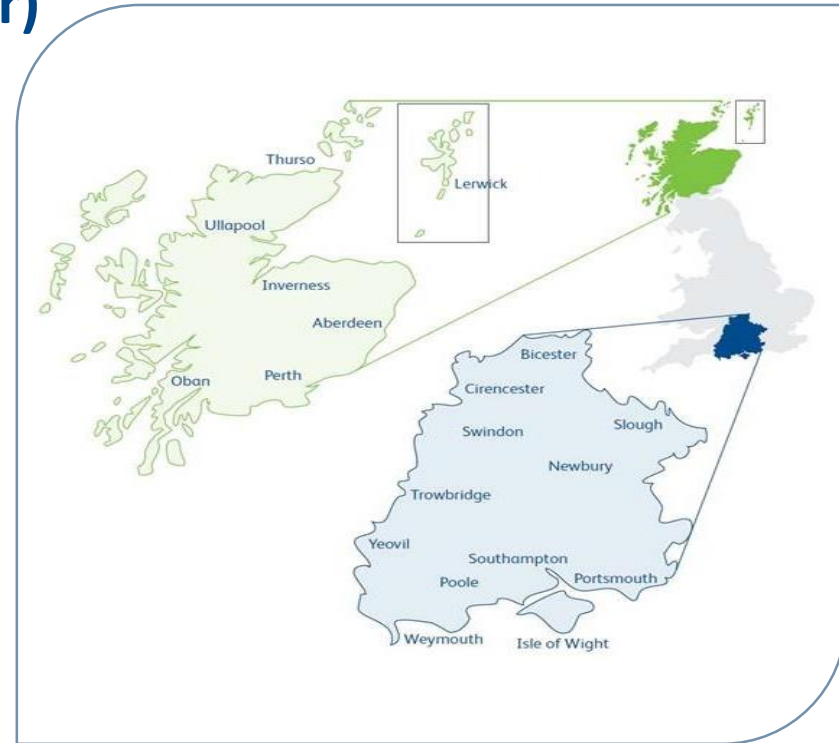 Thurso
Lerwick
Ullapool
Inverness
Aberdeen
Perth
Oban
Bicester
Cirencester
Slough
Swindon
Newbury
Trowbridge
Yeovil
Southampton
Poole
Portsmouth
Weymouth
Isle of Wight